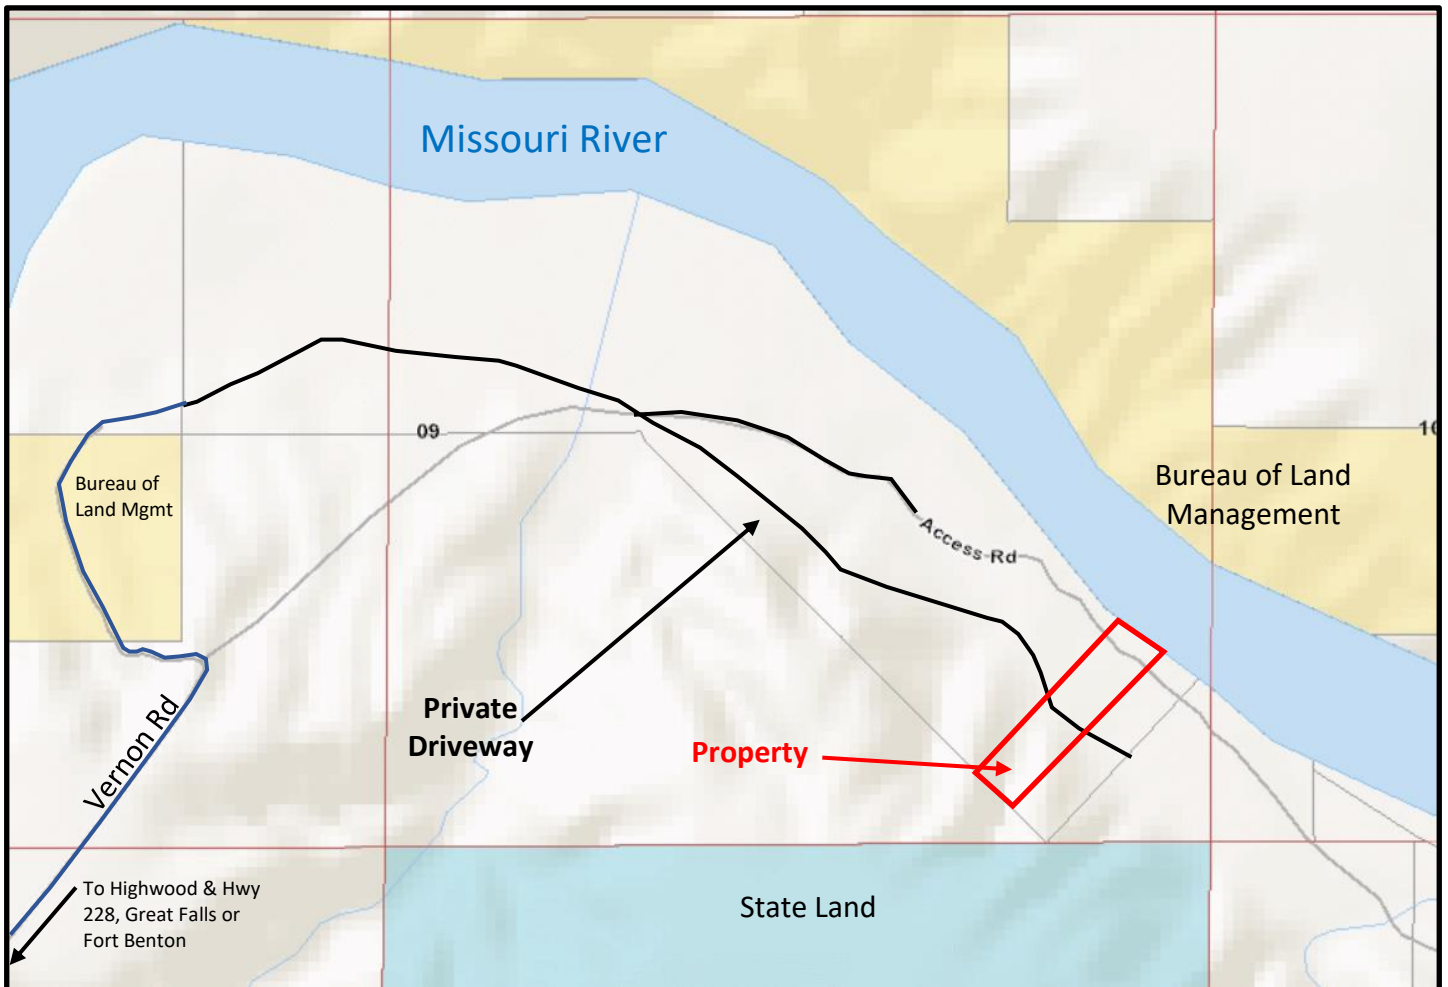 Missouri River
09
10
Bureau of
Land Mgmt
Bureau of Land
Management
Access Rd
Private
Driveway
Property
Vernon Rd
To Highwood & Hwy
228, Great Falls or
Fort Benton
State Land